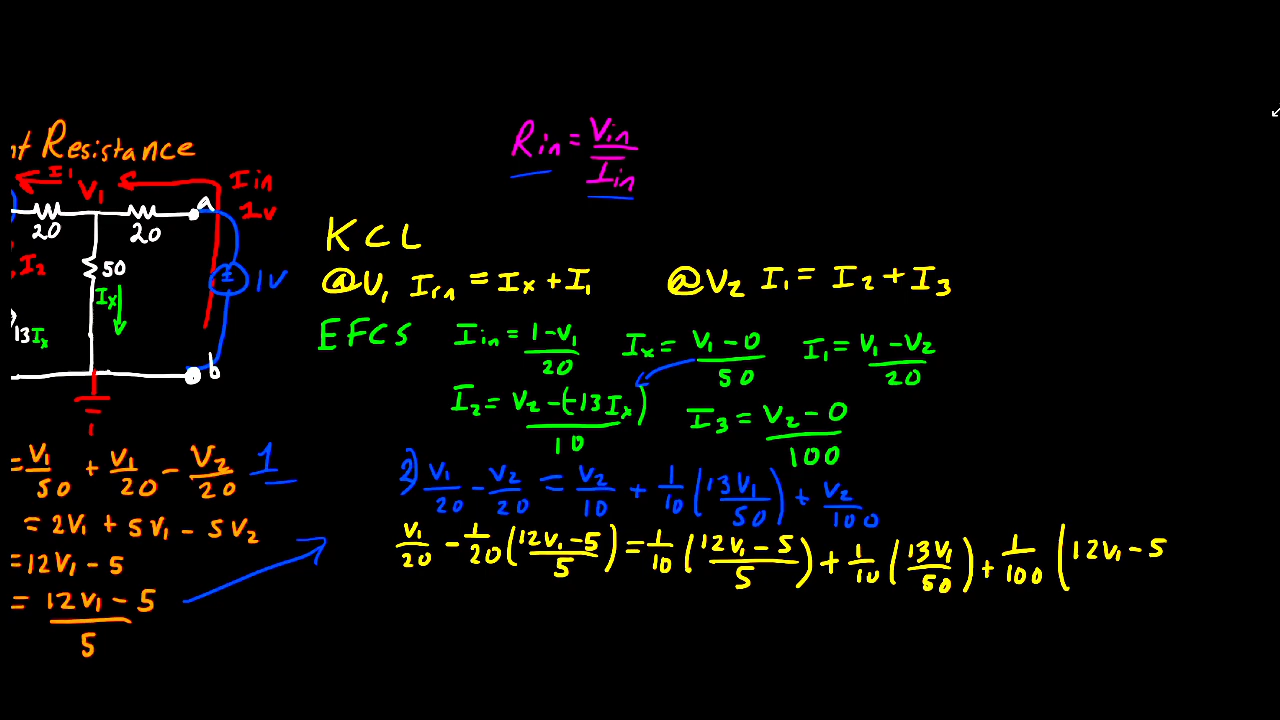 nt Resistance
Rin = Vin/Iin
I1 V1 Iin
1v
A
20 20
I2 50 1v
Ix
13Ix
b
KCL
@V1 Iin = Ix + I1 @V2 I1 = I2 + I3
EFCS Iin = 1-V1/20 Ix = V1-0/50 I1 = V1-V2/20
I2 = V2-(-13Ix)/10 I3 = V2-0/100
= V1/50 + V1/20 - V2/20 1
= 2V1 + 5V1 - 5V2
= 12V1 - 5
= 12V1 - 5/5
2) V1/20 - V2/20 = V2/10 + 1/10 (13V1/50) + V2/100
V1/20 - 1/20 (12V1-5/5) = 1/10 (12V1-5/5) + 1/10 (13V1/50) + 1/100 (12V1-5